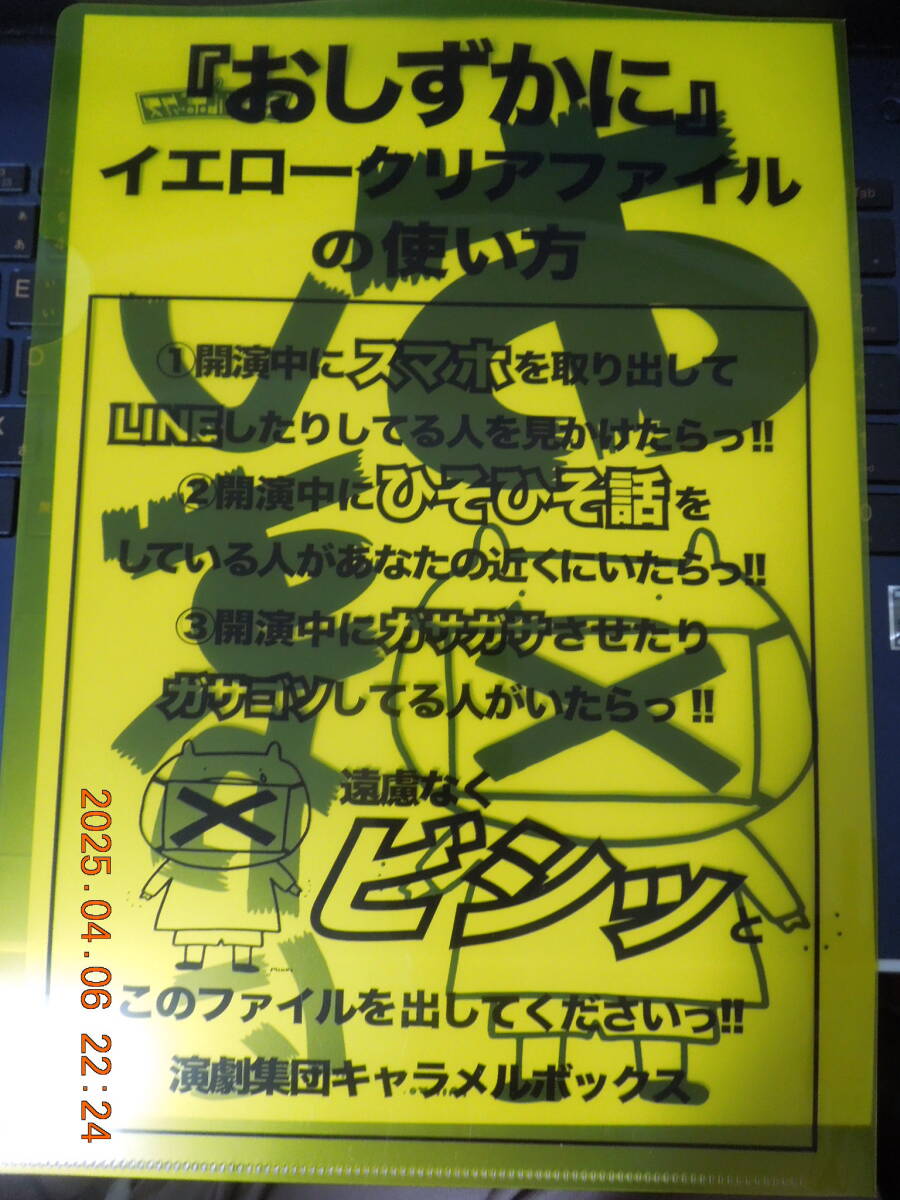 『おしずかに』
イエロークリアファイル
の使い方
①開演中にスマホを取り出して
LINEしたりしてる人を見かけたらっ!!
②開演中にひそひそ話を
している人があなたの近くにいたらっ!!
③開演中にガサガサさせたり
ガサゴソしてる人がいたらっ!!
遠慮なく
ビシッと
このファイルを出してくださいっ!!
演劇集団キャラメルボックス
2025.04.06 22:24